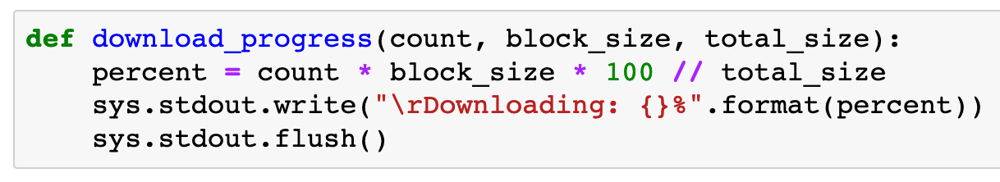 def download_progress(count, block_size, total_size):
    percent = count * block_size * 100 // total_size
    sys.stdout.write("\rDownloading: {}%".format(percent))
    sys.stdout.flush()